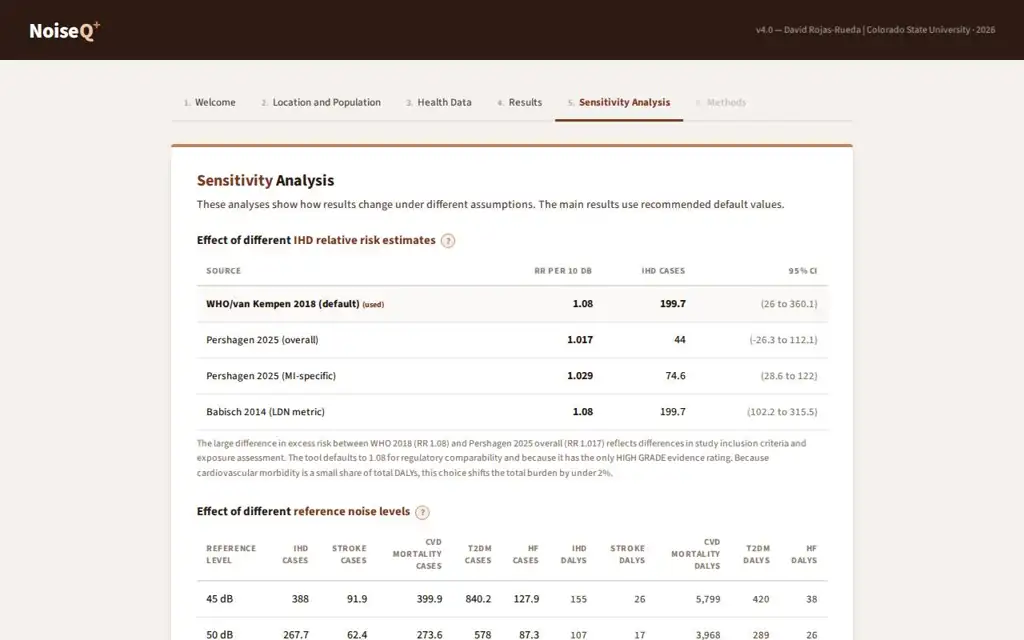 NoiseQ+
v4.0 — David Rojas-Rueda | Colorado State University · 2026
1. Welcome
2. Location and Population
3. Health Data
4. Results
5. Sensitivity Analysis
Methods
Sensitivity Analysis
These analyses show how results change under different assumptions. The main results use recommended default values.
Effect of different IHD relative risk estimates ?
SOURCE RR PER 10 DB IHD CASES 95% CI
WHO/van Kempen 2018 (default) (used) 1.08 199.7 (26 to 360.1)
Pershagen 2025 (overall) 1.017 44 (-26.3 to 112.1)
Pershagen 2025 (MI-specific) 1.029 74.6 (28.6 to 122)
Babisch 2014 (LDN metric) 1.08 199.7 (102.2 to 315.5)
The large difference in excess risk between WHO 2018 (RR 1.08) and Pershagen 2025 overall (RR 1.017) reflects differences in study inclusion criteria and
exposure assessment. The tool defaults to 1.08 for regulatory comparability and because it has the only HIGH GRADE evidence rating. Because
cardiovascular morbidity is a small share of total DALYs, this choice shifts the total burden by under 2%.
Effect of different reference noise levels ?
REFERENCE LEVEL IHD CASES STROKE CASES CVD MORTALITY CASES T2DM CASES HF CASES IHD DALYS STROKE DALYS CVD MORTALITY DALYS T2DM DALYS HF DALYS
45 dB 388 91.9 399.9 840.2 127.9 155 26 5,799 420 38
50 dB 267.7 62.4 273.6 578 87.3 107 17 3,968 289 26